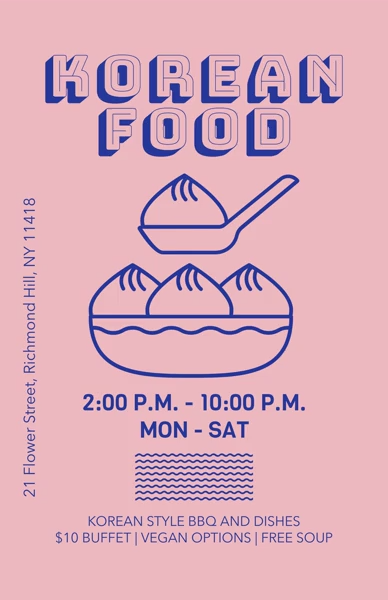 KOREAN
FOOD
21 Flower Street, Richmond Hill, NY 11418
2:00 P.M. - 10:00 P.M.
MON - SAT
KOREAN STYLE BBQ AND DISHES
$10 BUFFET | VEGAN OPTIONS | FREE SOUP